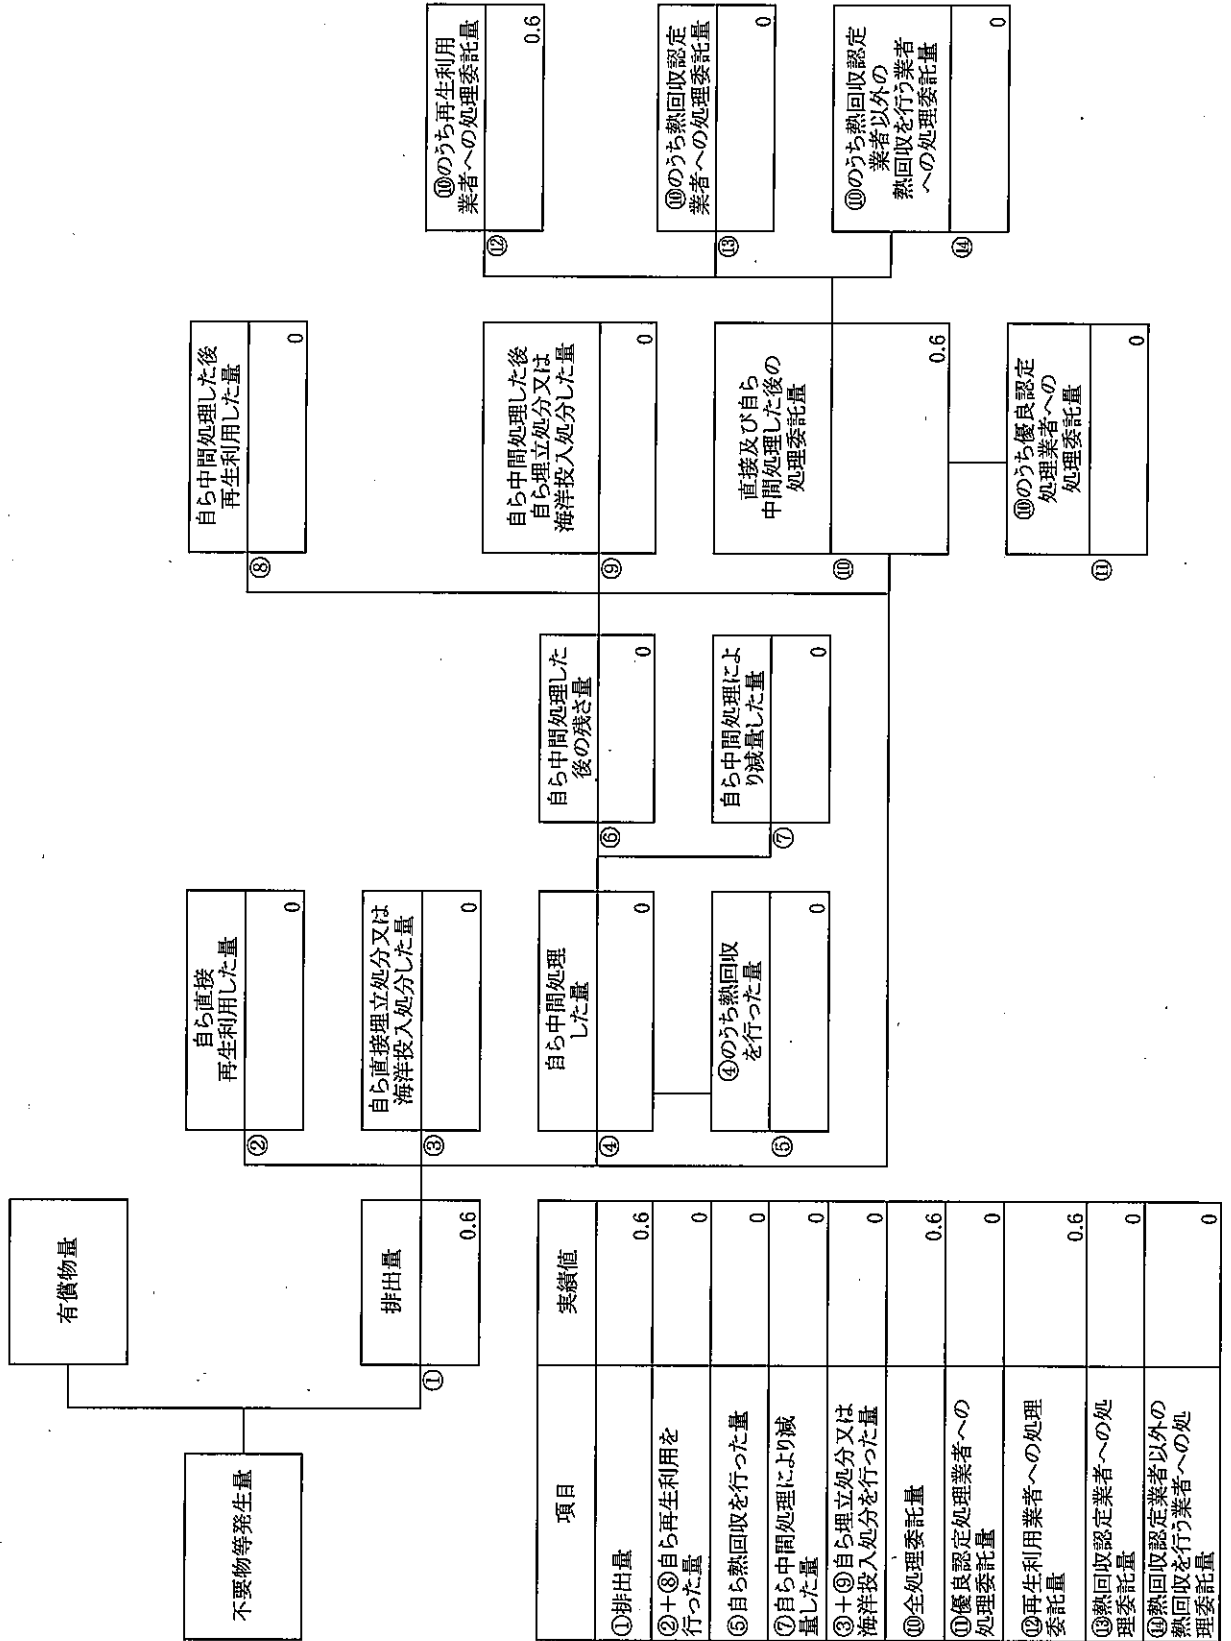 不要物等発生量
有償物量
排出量
①
0.6
自ら直接
再生利用した量
②
0
自ら直接埋立処分又は
海洋投入処分した量
③
0
自ら中間処理
した量
④
0
④のうち熱回収
を行った量
⑤
0
自ら中間処理した
後の残さ量
⑥
0
自ら中間処理によ
り減量した量
⑦
0
自ら中間処理した後
再生利用した量
⑧
0
自ら中間処理した後
自ら埋立処分又は
海洋投入処分した量
⑨
0
直接及び自ら
中間処理した後の
処理委託量
⑩
0.6
⑩のうち優良認定
処理業者への
処理委託量
⑪
0
⑩のうち再生利用
業者への処理委託量
⑫
0.6
⑩のうち熱回収認定
業者への処理委託量
⑬
0
⑩のうち熱回収認定
業者以外の
熱回収を行う業者
への処理委託量
⑭
0
項目 実績値
①排出量 0.6
②+⑧自ら再生利用を
行った量 0
⑤自ら熱回収を行った量 0
⑦自ら中間処理により減
量した量 0
③+⑨自ら埋立処分又は
海洋投入処分を行った量 0
⑩全処理委託量 0.6
⑪優良認定処理業者への
処理委託量 0
⑫再生利用業者への処理
委託量 0.6
⑬熱回収認定業者への処
理委託量 0
⑭熱回収認定業者以外の
熱回収を行う業者への処
理委託量 0